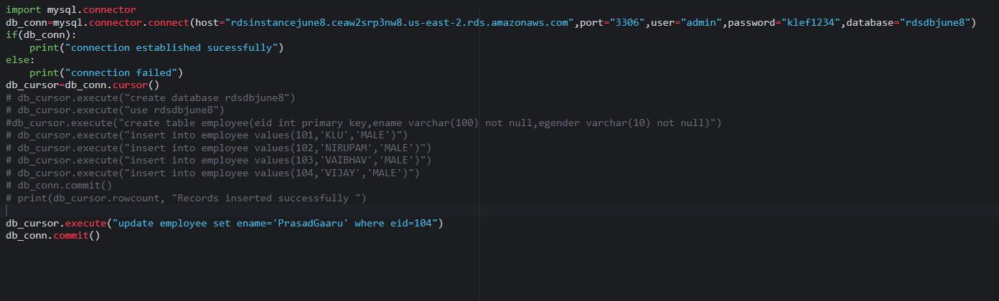 import mysql.connector
db_conn=mysql.connector.connect(host="rdsinstancejune8.ceaw2srp3nw8.us-east-2.rds.amazonaws.com",port="3306",user="admin",password="klef1234",database="rdsdbjune8")
if(db_conn):
    print("connection established sucessfully")
else:
    print("connection failed")
db_cursor=db_conn.cursor()
# db_cursor.execute("create database rdsdbjune8")
# db_cursor.execute("use rdsdbjune8")
#db_cursor.execute("create table employee(eid int primary key,ename varchar(100) not null,egender varchar(10) not null)")
# db_cursor.execute("insert into employee values(101,'KLU','MALE')")
# db_cursor.execute("insert into employee values(102,'NIRUPAM','MALE')")
# db_cursor.execute("insert into employee values(103,'VAIBHAV','MALE')")
# db_cursor.execute("insert into employee values(104,'VIJAY','MALE')")
# db_conn.commit()
# print(db_cursor.rowcount, "Records inserted successfully ")
db_cursor.execute("update employee set ename='PrasadGaaru' where eid=104")
db_conn.commit()